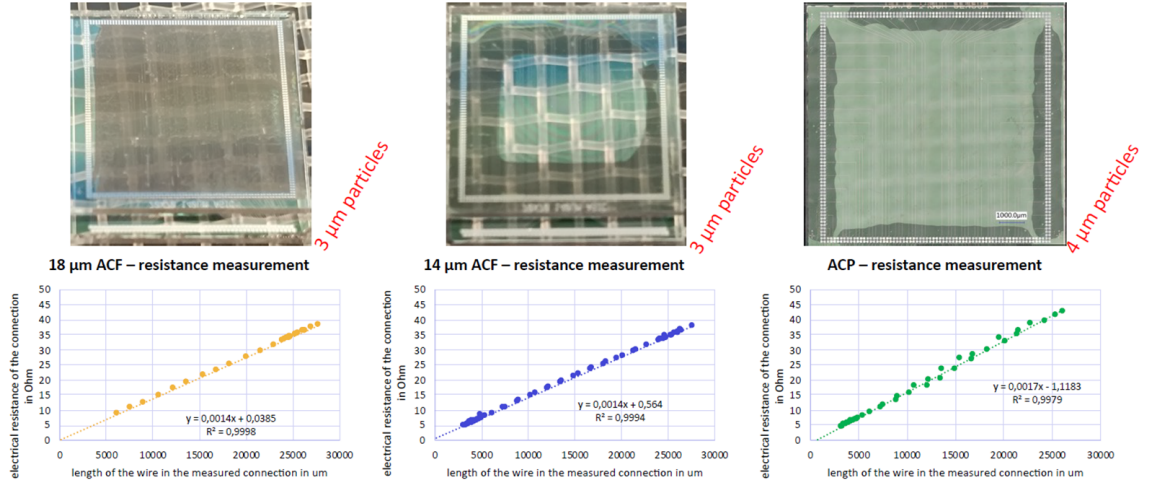 3 µm particles
3 µm particles
4 µm particles
1000.0µm
18 µm ACF – resistance measurement
14 µm ACF – resistance measurement
ACP – resistance measurement
electrical resistance of the connection
in Ohm
50
45
40
35
30
25
20
15
10
5
0
y = 0,0014x + 0,0385
R² = 0,9998
0
5000
10000
15000
20000
25000
30000
length of the wire in the measured connection in um
electrical resistance of the connection
in Ohm
50
45
40
35
30
25
20
15
10
5
0
y = 0,0014x + 0,564
R² = 0,9994
0
5000
10000
15000
20000
25000
30000
length of the wire in the measured connection in um
electrical resistance of the connection
in Ohm
50
45
40
35
30
25
20
15
10
5
0
y = 0,0017x - 1,1183
R² = 0,9979
0
5000
10000
15000
20000
25000
30000
length of the wire in the measured connection in um